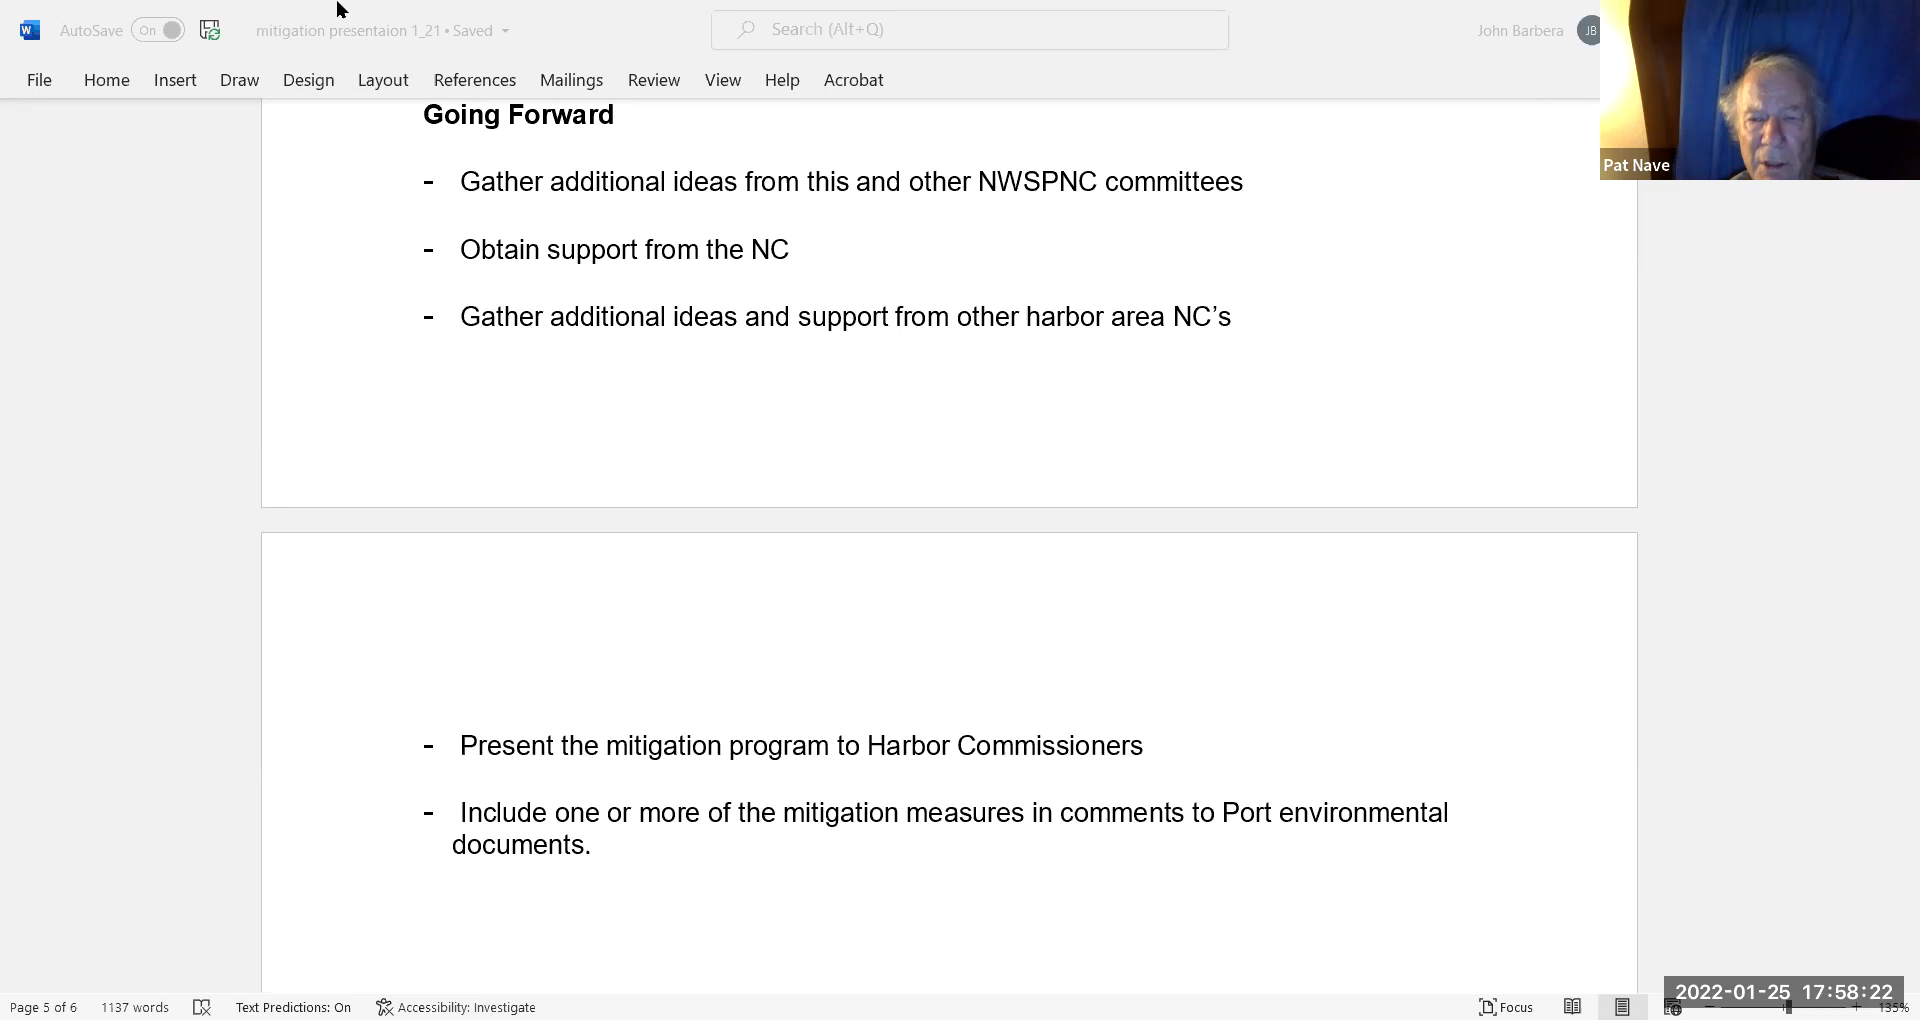 AutoSave On mitigation presentaion 1_21 • Saved Search (Alt+Q) John Barbera JB
File Home Insert Draw Design Layout References Mailings Review View Help Acrobat
Pat Nave
Going Forward
- Gather additional ideas from this and other NWSPNC committees
- Obtain support from the NC
- Gather additional ideas and support from other harbor area NC’s
- Present the mitigation program to Harbor Commissioners
- Include one or more of the mitigation measures in comments to Port environmental
documents.
2022-01-25 17:58:22
Page 5 of 6 1137 words Text Predictions: On Accessibility: Investigate Focus 135%